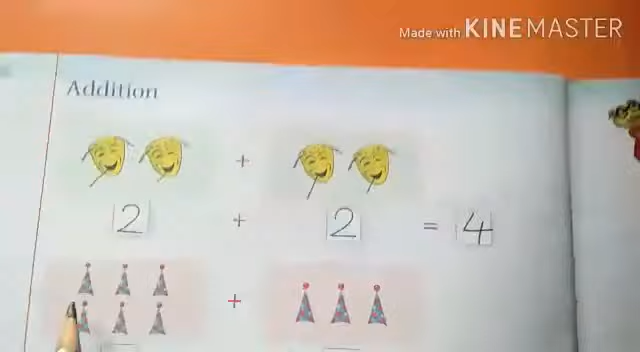 Made with KINEMASTER
Addition
+
2 + 2 = 4
+